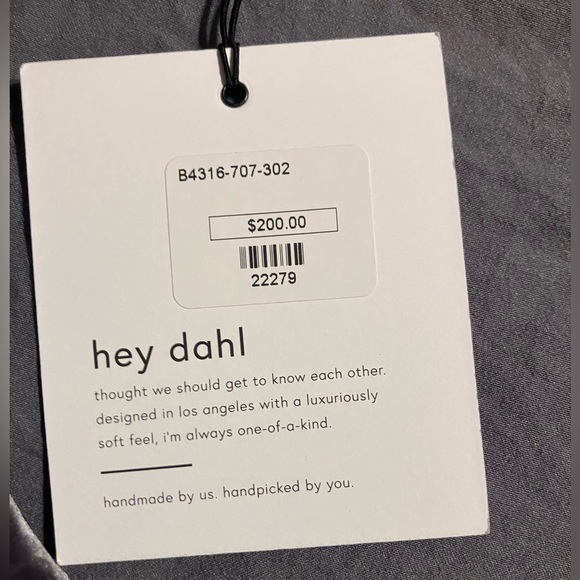 B4316-707-302
$200.00
22279
hey dahl
thought we should get to know each other.
designed in los angeles with a luxuriously
soft feel, i'm always one-of-a-kind.
handmade by us. handpicked by you.